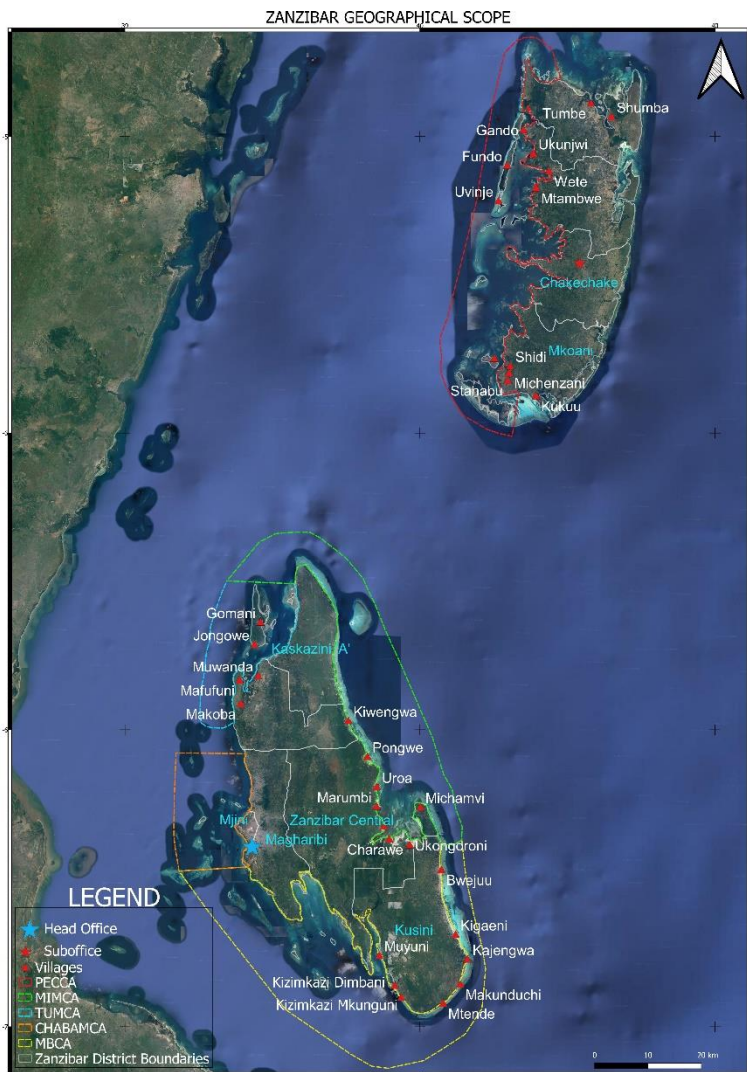 ZANZIBAR GEOGRAPHICAL SCOPE
39
40
Tumbe
Shumba
Gando
Ukunjwi
Fundo
Wete
Uvinje
Mtambwe
Chakechake
Mkoani
Shidi
Stahabu
Michenzani
Kukuu
Gomani
Jongowe
Kaskazini 'A'
Muwanda
Mafufuni
Makoba
Kiwengwa
Pongwe
Uroa
Marumbi
Michamvi
Mjini
Zanzibar Central
Magharibi
Charawe
Ukongoroni
Bwejuu
Kusini
Kigaeni
Muyuni
Kajengwa
Kizimkazi Dimbani
Makunduchi
Kizimkazi Mkunguni
Mtende
LEGEND
Head Office
Suboffice
Villages
PECCA
MIMCA
TUMCA
CHABAMCA
MBCA
Zanzibar District Boundaries
-7
0 10 20 km